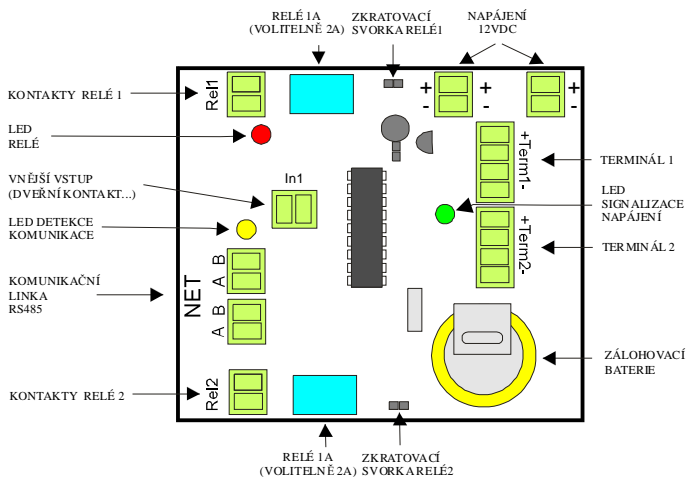 RELÉ 1A
(VOLITELNĚ 2A)
ZKRATOVACÍ
SVORKA RELÉ1
NAPÁJENÍ
12VDC
KONTAKTY RELÉ 1
Rel1
+ +
- -
+
-
LED
RELÉ
+Term1-
TERMINÁL 1
VNĚJŠÍ VSTUP
(DVEŘNÍ KONTAKT...)
In1
LED
SIGNALIZACE
NAPÁJENÍ
LED DETEKCE
KOMUNIKACE
+Term2-
TERMINÁL 2
KOMUNIKAČNÍ
LINKA
RS485
NET
A B
A B
ZÁLOHOVACÍ
BATERIE
KONTAKTY RELÉ 2
Rel2
RELÉ 1A
(VOLITELNĚ 2A)
ZKRATOVACÍ
SVORKA RELÉ2